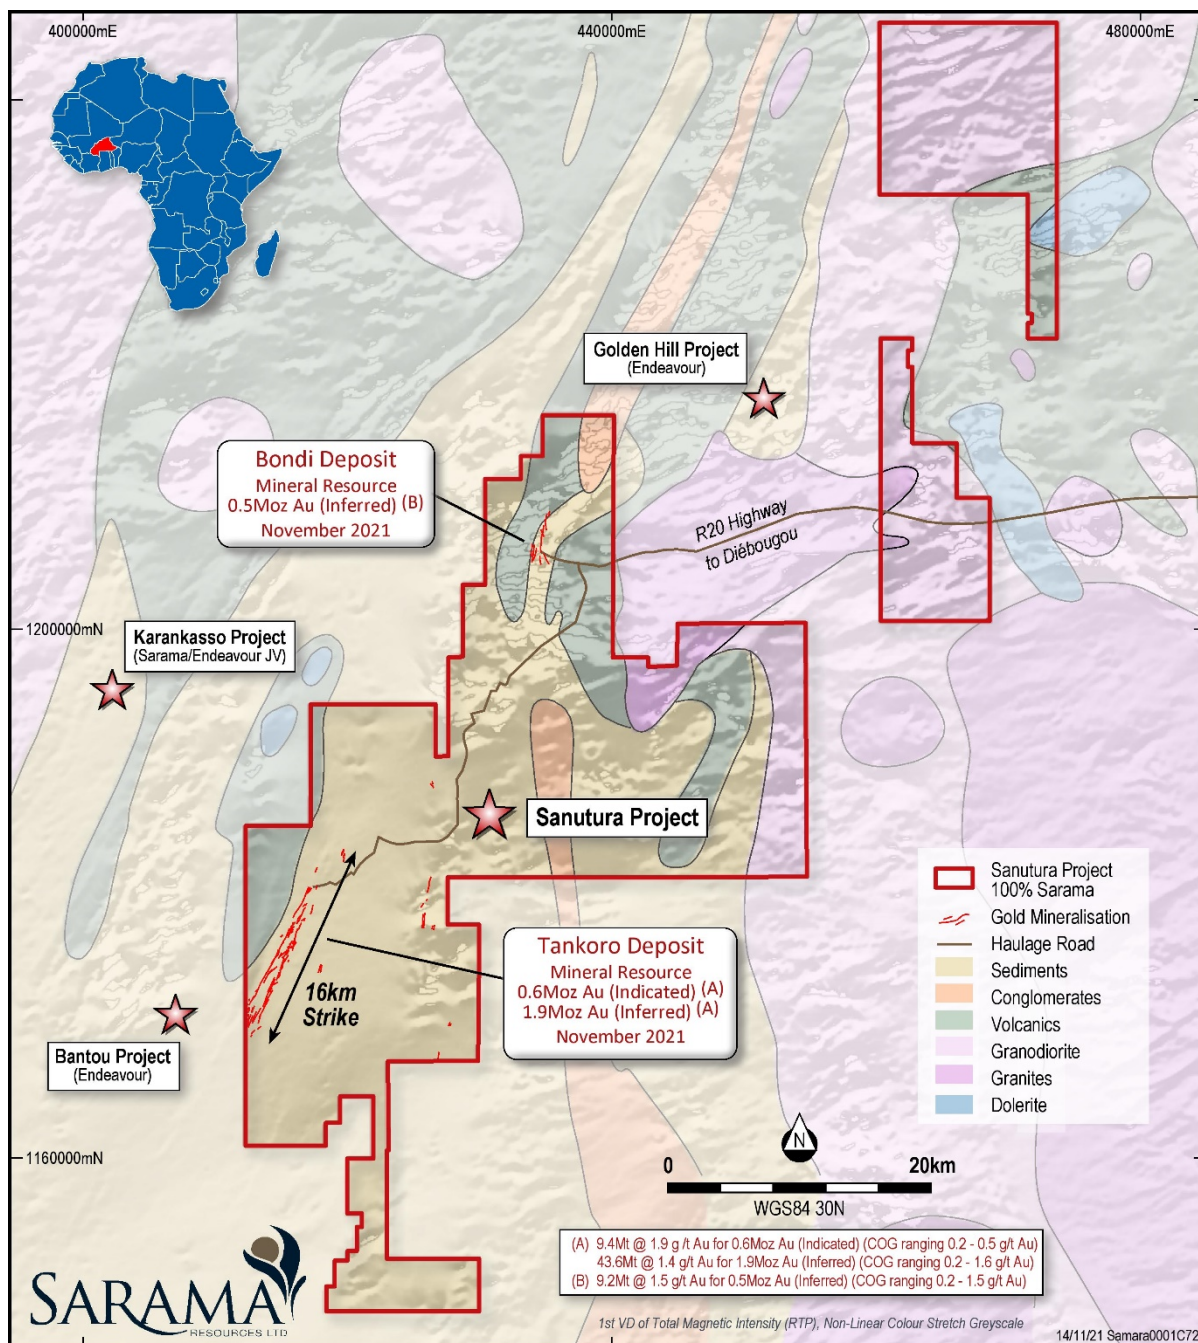 400000mE
440000mE
480000mE
Golden Hill Project
(Endeavour)
Bondi Deposit
Mineral Resource
0.5Moz Au (Inferred) (B)
November 2021
R20 Highway
to Diébougou
1200000mN
Karankasso Project
(Sarama/Endeavour JV)
Sanutura Project
16km
Strike
Tankoro Deposit
Mineral Resource
0.6Moz Au (Indicated) (A)
1.9Moz Au (Inferred) (A)
November 2021
Bantou Project
(Endeavour)
Sanutura Project
100% Sarama
Gold Mineralisation
Haulage Road
Sediments
Conglomerates
Volcanics
Granodiorite
Granites
Dolerite
1160000mN
N
0
20km
WGS84 30N
(A) 9.4Mt @ 1.9 g /t Au for 0.6Moz Au (Indicated) (COG ranging 0.2 - 0.5g/t Au)
43.6Mt @ 1.4 g/t Au for 1.9Moz Au (Inferred) (COG ranging 0.2 - 1.6g/t Au)
(B) 9.2Mt @ 1.5 g/t Au for 0.5Moz Au (Inferred) (COG ranging 0.2 - 1.5g/t Au)
SARAMA
RESOURCES LTD
1st VD of Total Magnetic Intensity (RTP), Non-Linear Colour Stretch Greyscale
14/11/21 Samara0001C72